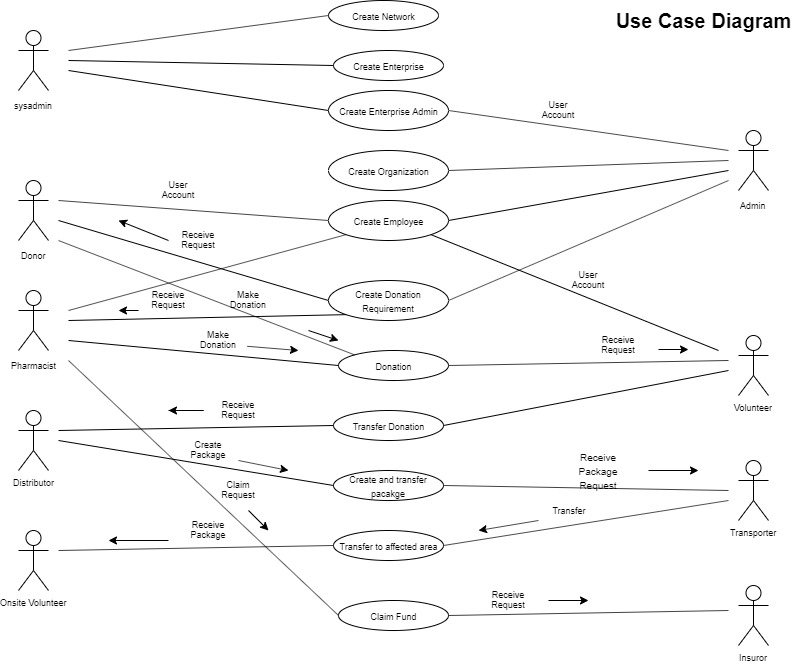 Use Case Diagram
Create Network
Create Enterprise
sysadmin
Create Enterprise Admin
User
Account
Create Organization
Admin
User
Account
Create Employee
Receive
Request
Donor
User
Account
Receive
Request
Make
Donation
Create Donation
Requirement
Make
Donation
Receive
Request
Pharmacist
Donation
Volunteer
Receive
Request
Transfer Donation
Create
Package
Receive
Package
Request
Distributor
Claim
Request
Create and transfer
pacakge
Transfer
Receive
Package
Transporter
Transfer to affected area
Onsite Volunteer
Receive
Request
Claim Fund
Insuror